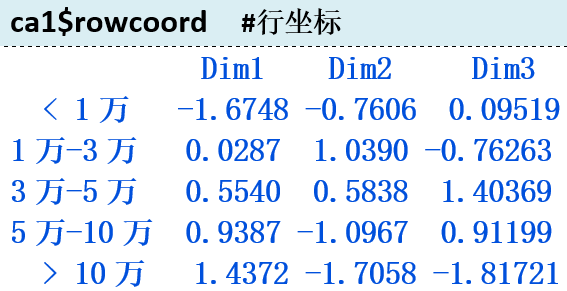 ca1$rowcoord #行坐标
Dim1 Dim2 Dim3
< 1 万 -1.6748 -0.7606 0.09519
1 万-3 万 0.0287 1.0390 -0.76263
3 万-5 万 0.5540 0.5838 1.40369
5 万-10 万 0.9387 -1.0967 0.91199
> 10 万 1.4372 -1.7058 -1.81721